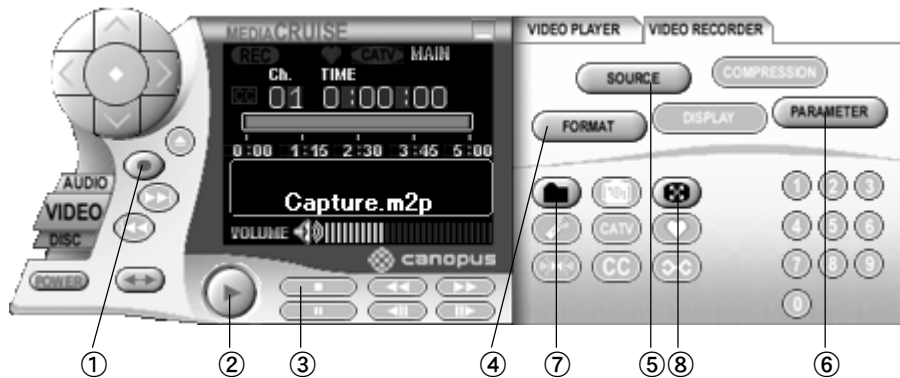 MEDIACRUISE
REC CATV MAIN
Ch. TIME
CC 01 0:00:00
0:00 1:15 2:30 3:45 5:00
Capture.m2p
VOLUME
canopus
AUDIO
VIDEO
DISC
POWER
VIDEO PLAYER VIDEO RECORDER
SOURCE COMPRESSION
FORMAT DISPLAY PARAMETER
CATV
CC
1 2 3
4 5 6
7 8 9
0
① ② ③ ④ ⑦ ⑤ ⑧ ⑥